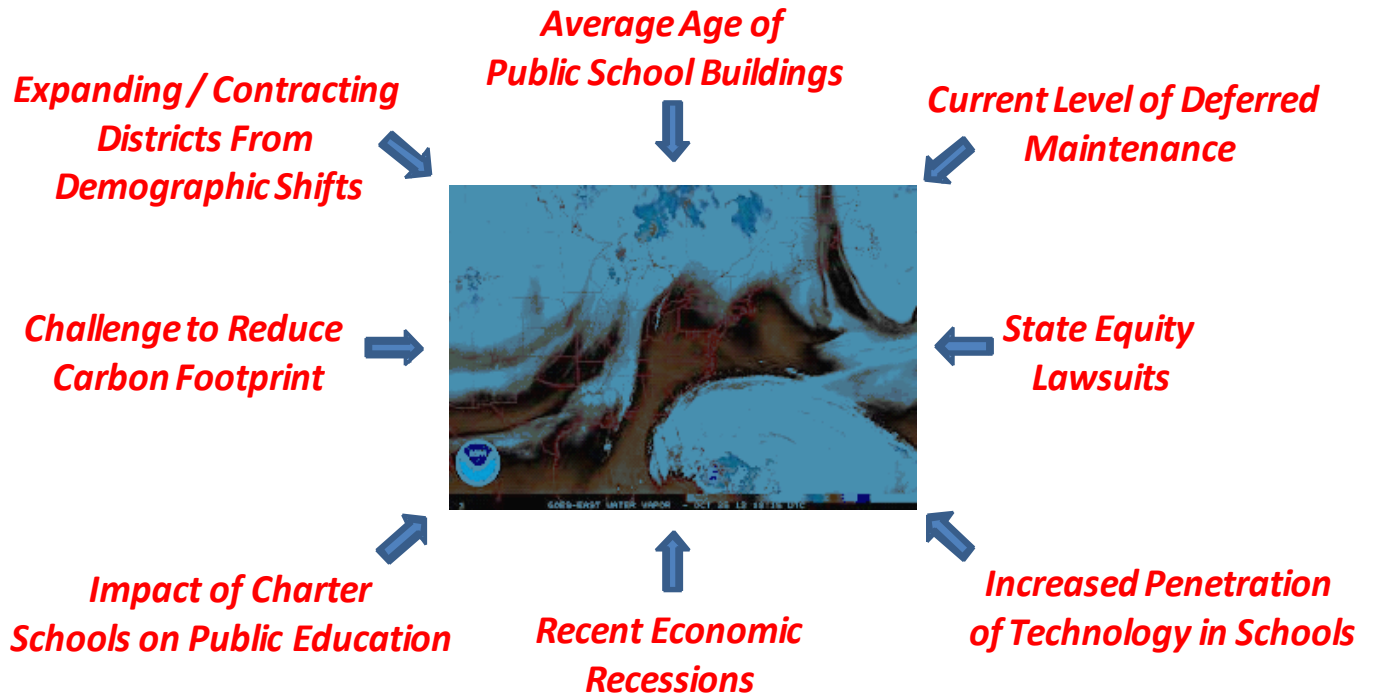 Average Age of
Public School Buildings
Expanding / Contracting
Districts From
Demographic Shifts
Current Level of Deferred
Maintenance
Challenge to Reduce
Carbon Footprint
State Equity
Lawsuits
GOES-EAST WATER VAPOR - OCT
Impact of Charter
Schools on Public Education
Recent Economic
Recessions
Increased Penetration
of Technology in Schools